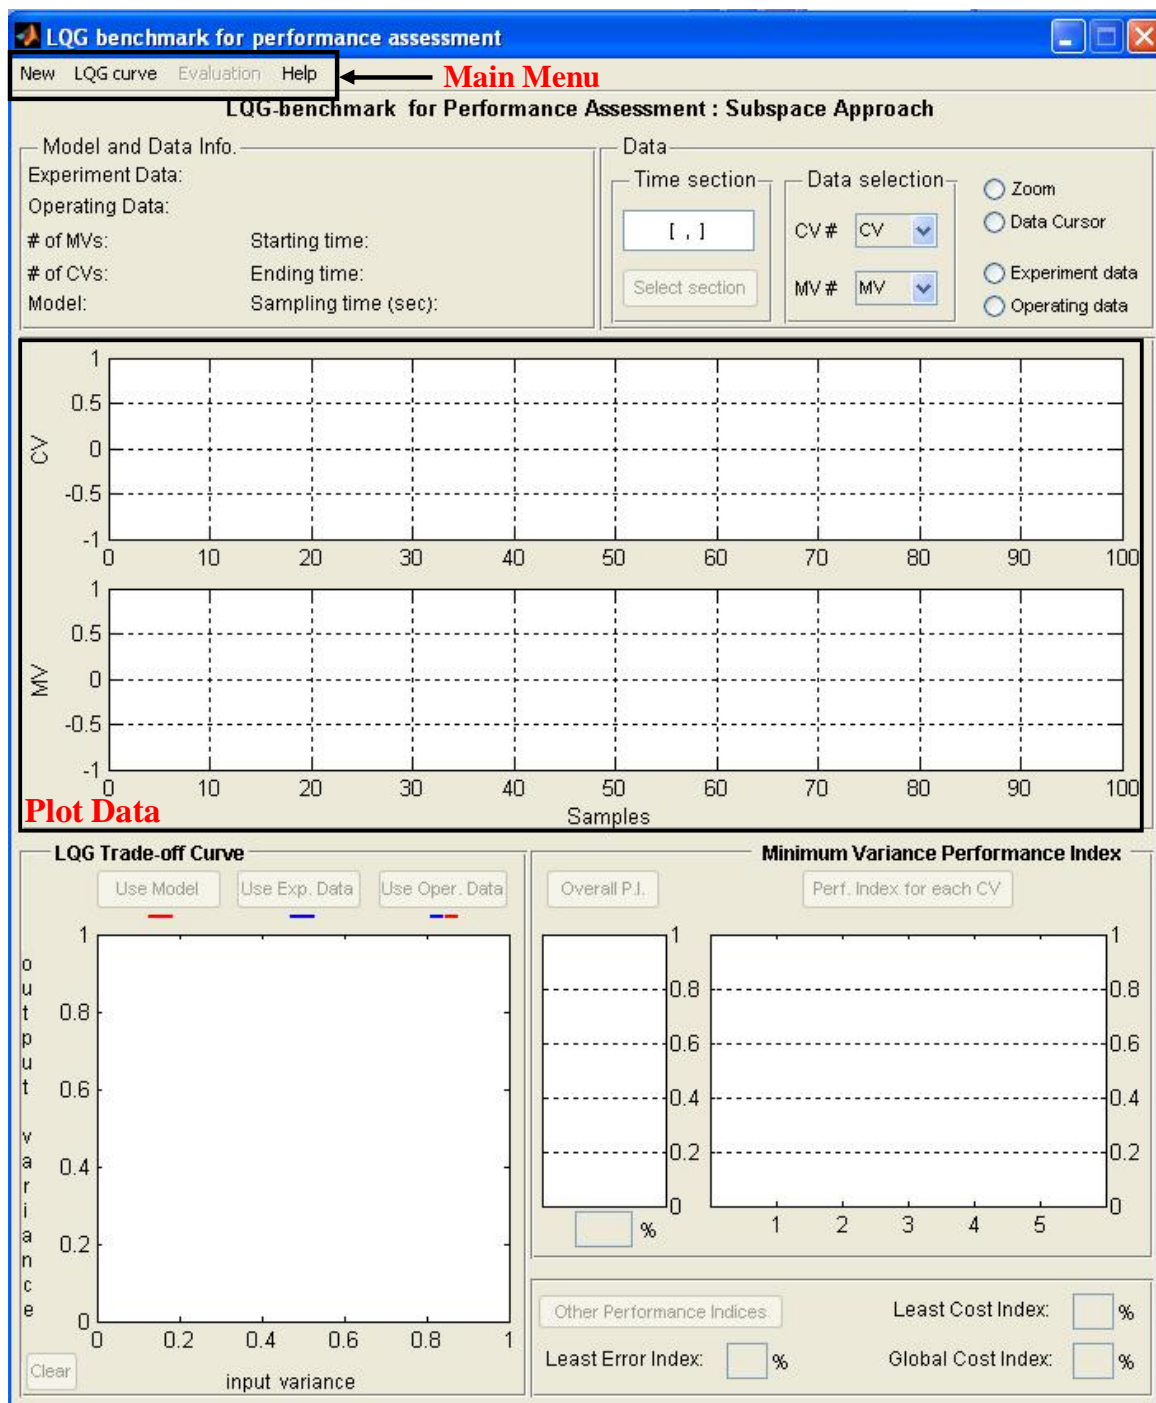 LQG benchmark for performance assessment
New LQG curve Evaluation Help Main Menu
LQG-benchmark for Performance Assessment : Subspace Approach
Model and Data Info.
Experiment Data:
Operating Data:
# of MVs: Starting time:
# of CVs: Ending time:
Model: Sampling time (sec):
Data
Time section
[ , ]
Select section
Data selection
CV # CV
MV # MV
Zoom
Data Cursor
Experiment data
Operating data
1
0.5
0
-0.5
-1
CV
0 10 20 30 40 50 60 70 80 90 100
1
0.5
0
-0.5
-1
MV
0 10 20 30 40 50 60 70 80 90 100
Samples
Plot Data
LQG Trade-off Curve
Use Model Use Exp. Data Use Oper. Data
output variance
1
0.8
0.6
0.4
0.2
0
0 0.2 0.4 0.6 0.8 1
input variance
Clear
Minimum Variance Performance Index
Overall P.I. Perf. Index for each CV
1
0.8
0.6
0.4
0.2
0
%
1
0.8
0.6
0.4
0.2
0
1 2 3 4 5
Other Performance Indices Least Cost Index: %
Least Error Index: % Global Cost Index: %